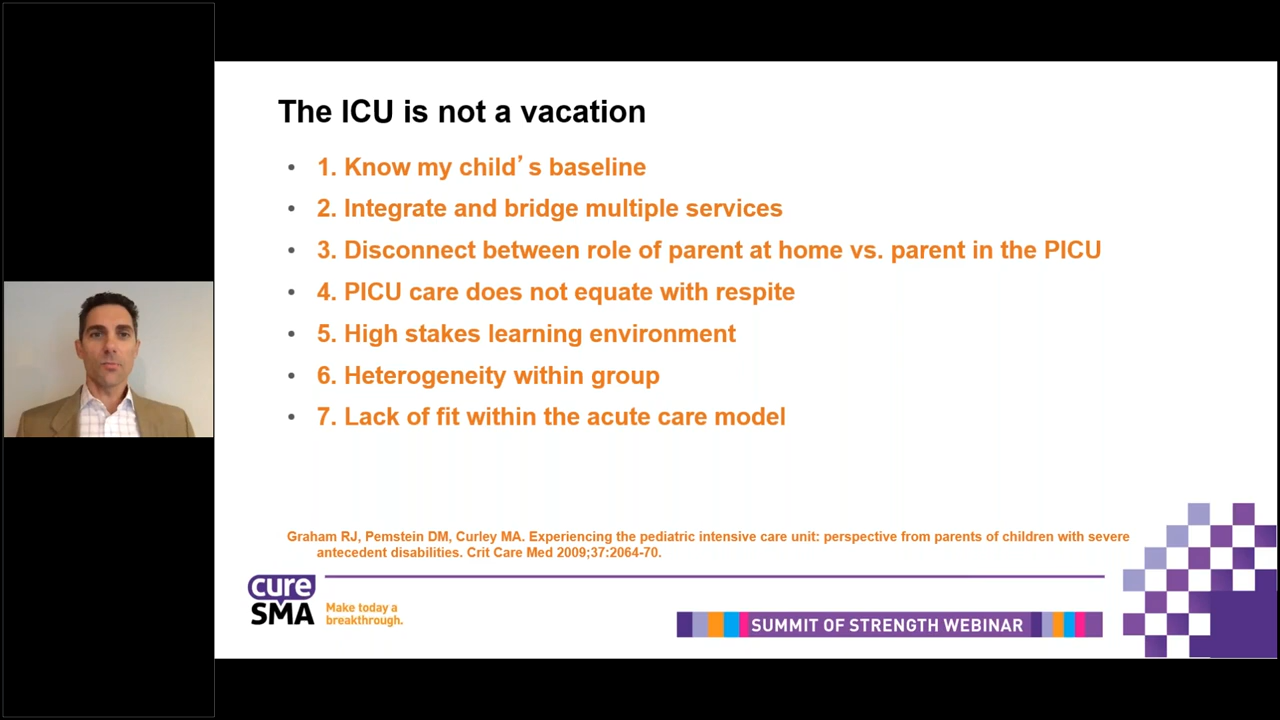 The ICU is not a vacation
• 1. Know my child’s baseline
• 2. Integrate and bridge multiple services
• 3. Disconnect between role of parent at home vs. parent in the PICU
• 4. PICU care does not equate with respite
• 5. High stakes learning environment
• 6. Heterogeneity within group
• 7. Lack of fit within the acute care model
Graham RJ, Pemstein DM, Curley MA. Experiencing the pediatric intensive care unit: perspective from parents of children with severe
antecedent disabilities. Crit Care Med 2009;37:2064-70.
cure
SMA
Make today a
breakthrough.
SUMMIT OF STRENGTH WEBINAR